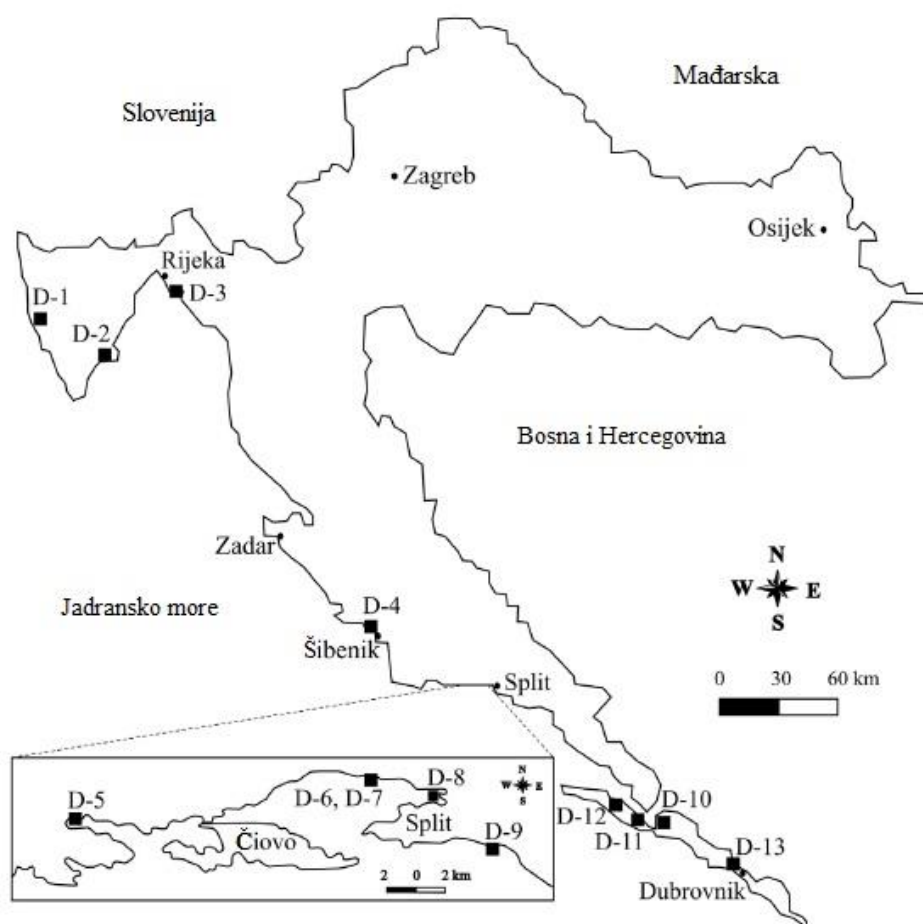 Mađarska
Slovenija
Zagreb
Osijek
Rijeka
D-1
D-3
D-2
Bosna i Hercegovina
Zadar
N
W E
S
Jadransko more
D-4
Šibenik
0 30 60 km
Split
D-5
D-6, D-7
D-8
N
W E
S
Čiovo
Split
D-9
2 0 2 km
D-12
D-10
D-11
D-13
Dubrovnik